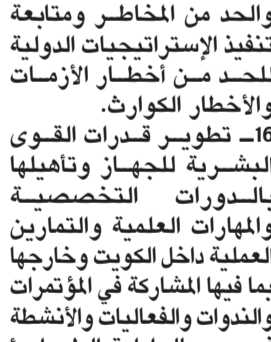 والحد من المخاطر ومتابعة
تنفيذ الإستراتيجيات الدولية
للحد من أخطار الأزمات
والأخطار الكوارث.
16ـ تطوير قدرات القوى
البشرية للجهاز وتأهيلها
بالدورات التخصصية
والمهارات العلمية والتمارين
العملية داخل الكويت وخارجها
بما فيها المشاركة في المؤتمرات
والندوات والفعاليات والأنشطة